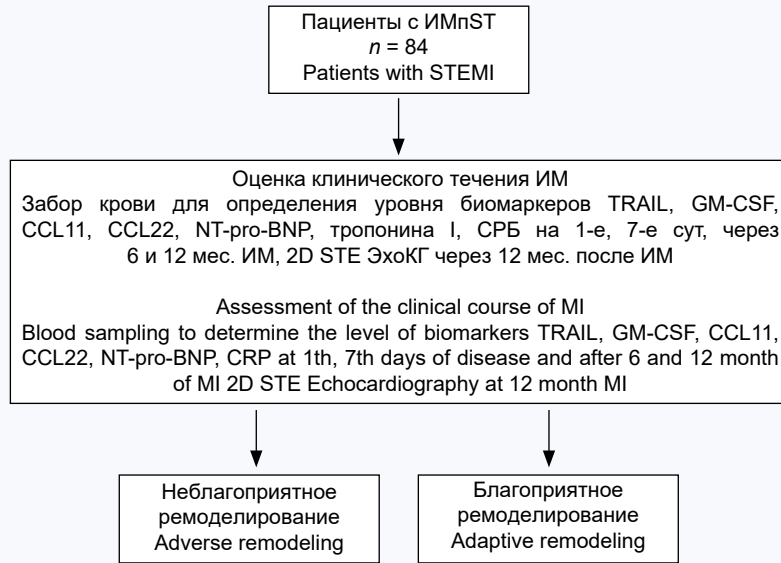 Пациенты с ИМпST
n = 84
Patients with STEMI
Оценка клинического течения ИМ
Забор крови для определения уровня биомаркеров TRAIL, GM-CSF,
CCL11, CCL22, NT-pro-BNP, тропонина I, СРБ на 1-е, 7-е сут, через
6 и 12 мес. ИМ, 2D STE ЭхоКГ через 12 мес. после ИМ
Assessment of the clinical course of MI
Blood sampling to determine the level of biomarkers TRAIL, GM-CSF, CCL11,
CCL22, NT-pro-BNP, CRP at 1th, 7th days of disease and after 6 and 12 month
of MI 2D STE Echocardiography at 12 month MI
Неблагоприятное
ремоделирование
Adverse remodeling
Благоприятное
ремоделирование
Adaptive remodeling